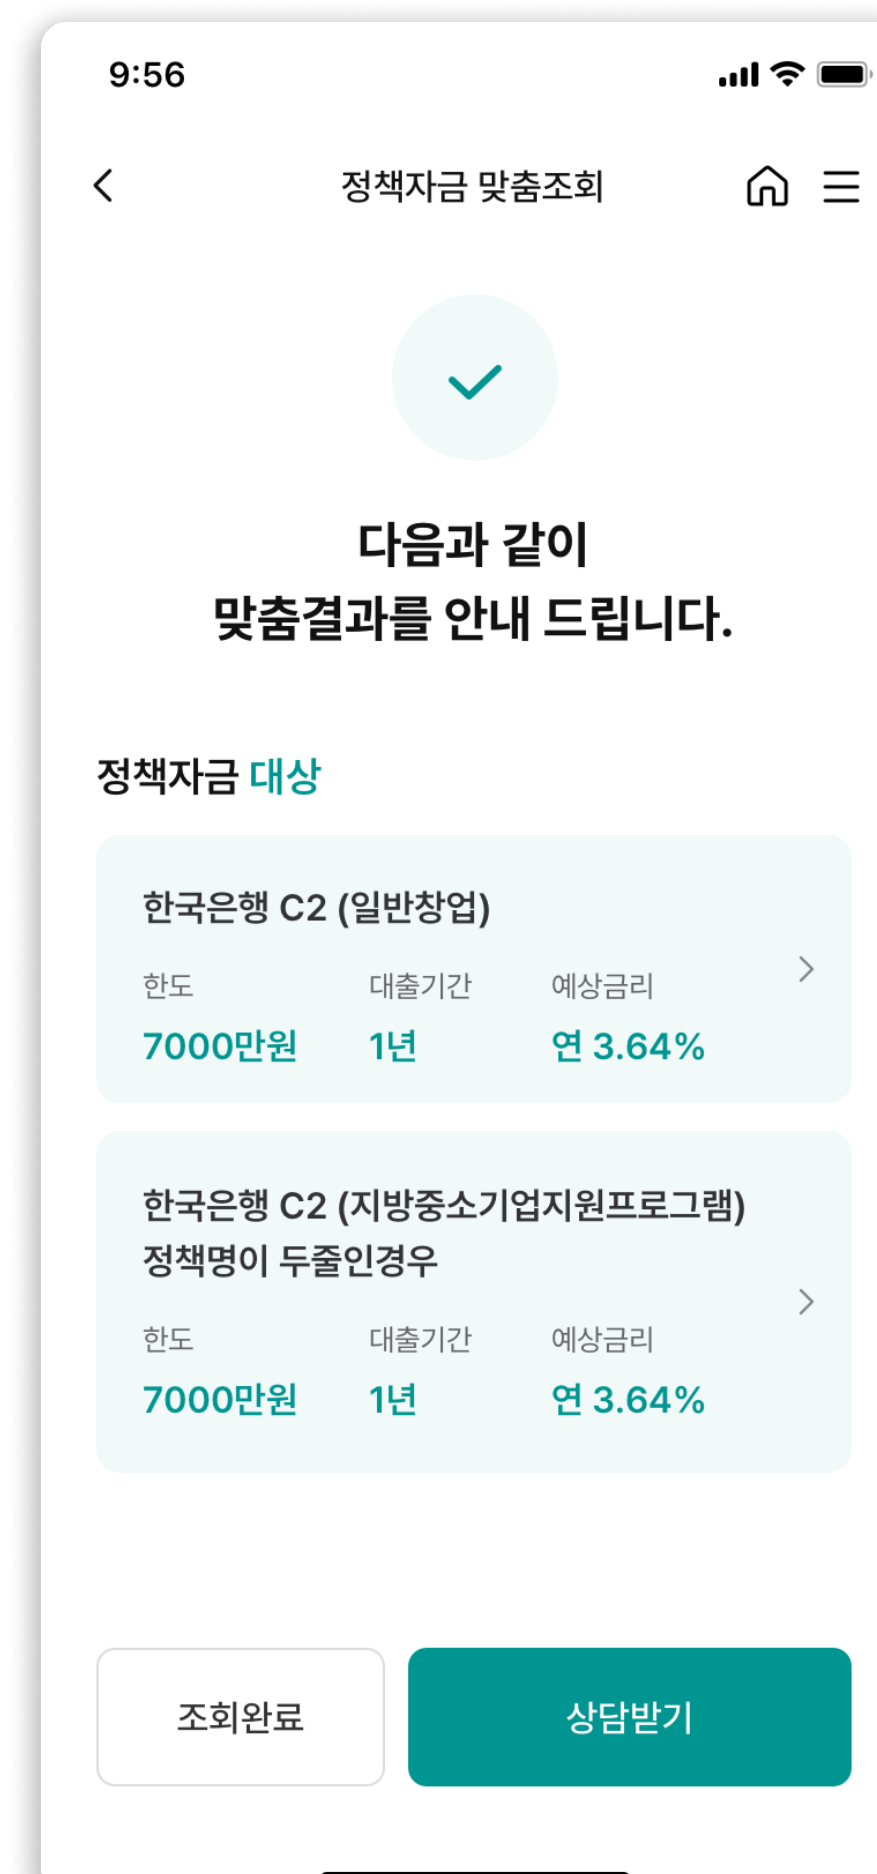 9:56
정책자금 맞춤조회
다음과 같이
맞춤결과를 안내 드립니다.
정책자금 대상
한국은행 C2 (일반창업)
한도 대출기간 예상금리
7000만원 1년 연 3.64%
한국은행 C2 (지방중소기업지원프로그램)
정책명이 두줄인경우
한도 대출기간 예상금리
7000만원 1년 연 3.64%
조회완료 상담받기